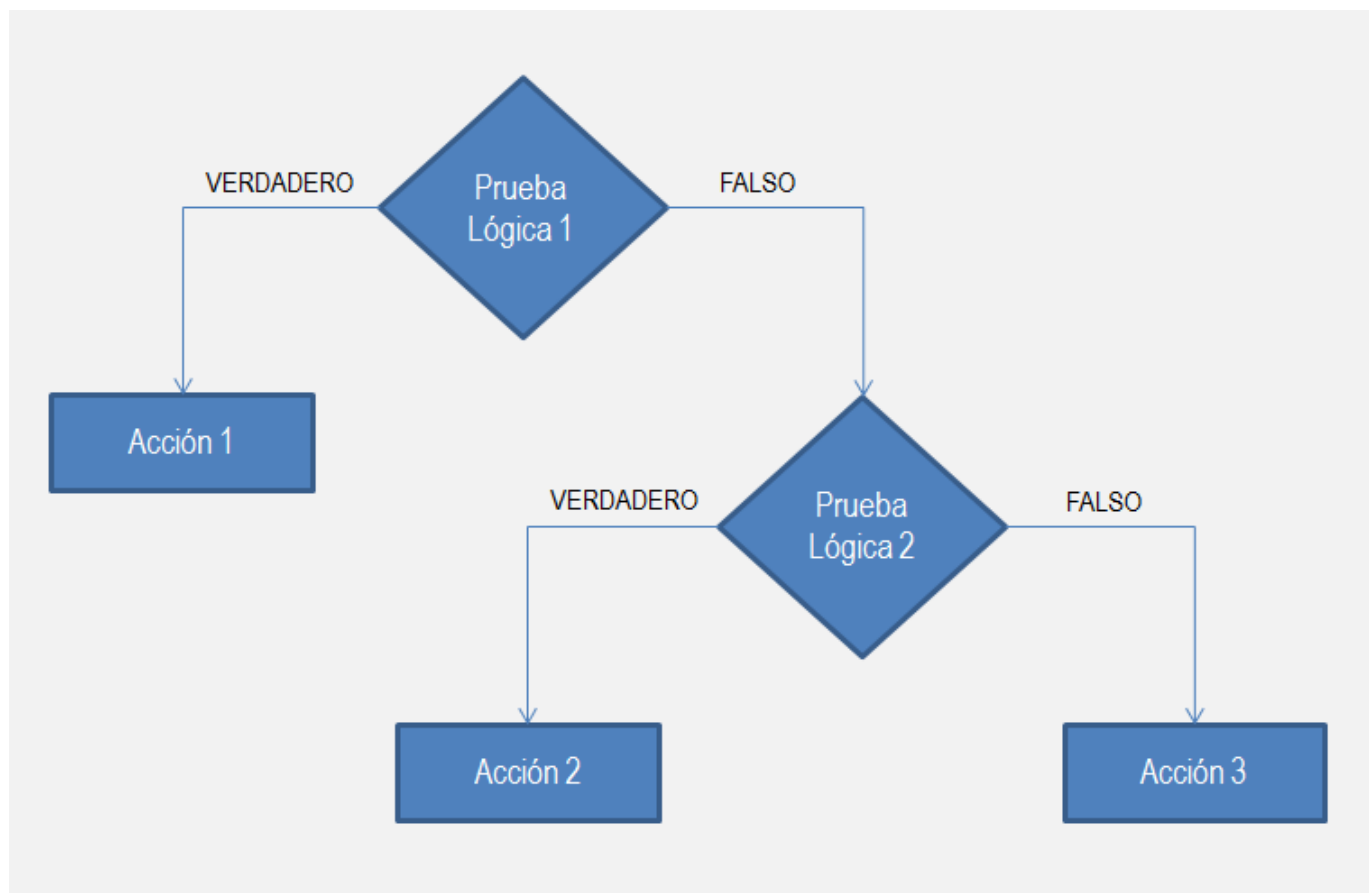 VERDADERO
Prueba
Lógica 1
FALSO
Acción 1
VERDADERO
Prueba
Lógica 2
FALSO
Acción 2
Acción 3